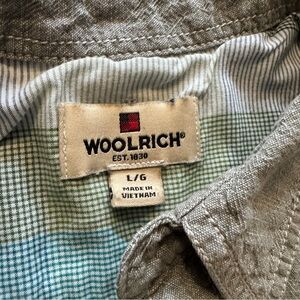 WOOLRICH®
EST. 1830
L/G
MADE IN
VIETNAM